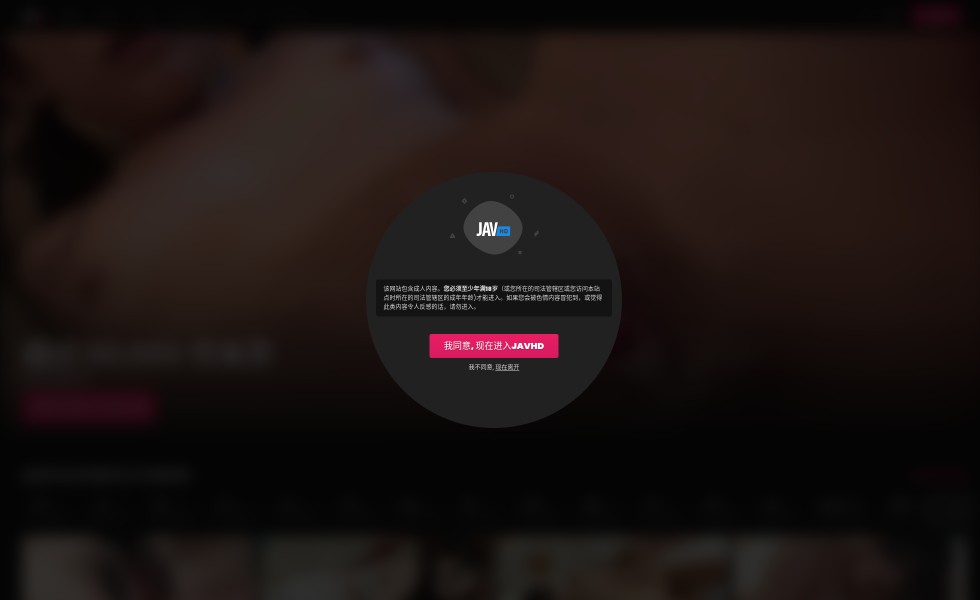 JAV HD
该网站包含成人内容。您必须至少年满18岁（或您所在的司法管辖区或您访问本站
点时所在的司法管辖区的成年年龄)才能进入。如果您会被色情内容冒犯到，或觉得
此类内容令人反感的话，请勿进入。
我同意, 现在进入JAVHD
我不同意, 现在离开